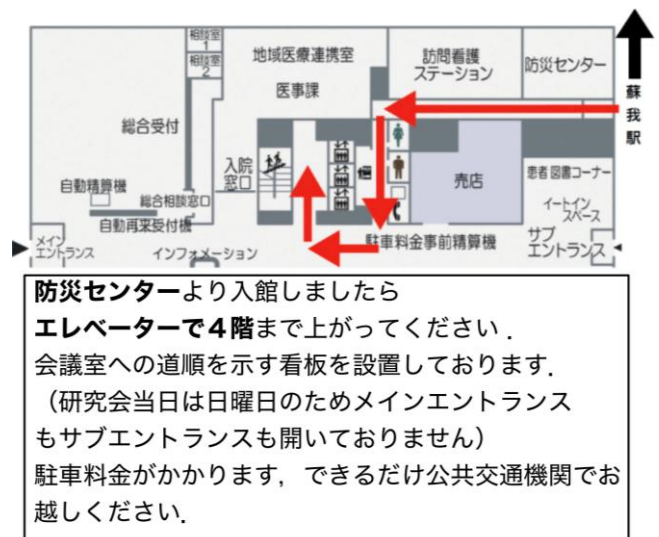 相談室
1
相談室
2
地域医療連携室
医事課
訪問看護
ステーション
防災センター
蘇我駅
総合受付
入院
窓口
売店
患者図書コーナー
イートイン
スペース
自動精算機
総合相談窓口
自動再来受付機
駐車料金事前精算機
メイン
エントランス
インフォメーション
サブ
エントランス
防災センターより入館しましたら
エレベーターで４階まで上がってください．
会議室への道順を示す看板を設置しております．
（研究会当日は日曜日のためメインエントランス
もサブエントランスも開いておりません）
駐車料金がかかります，できるだけ公共交通機関でお
越しください．